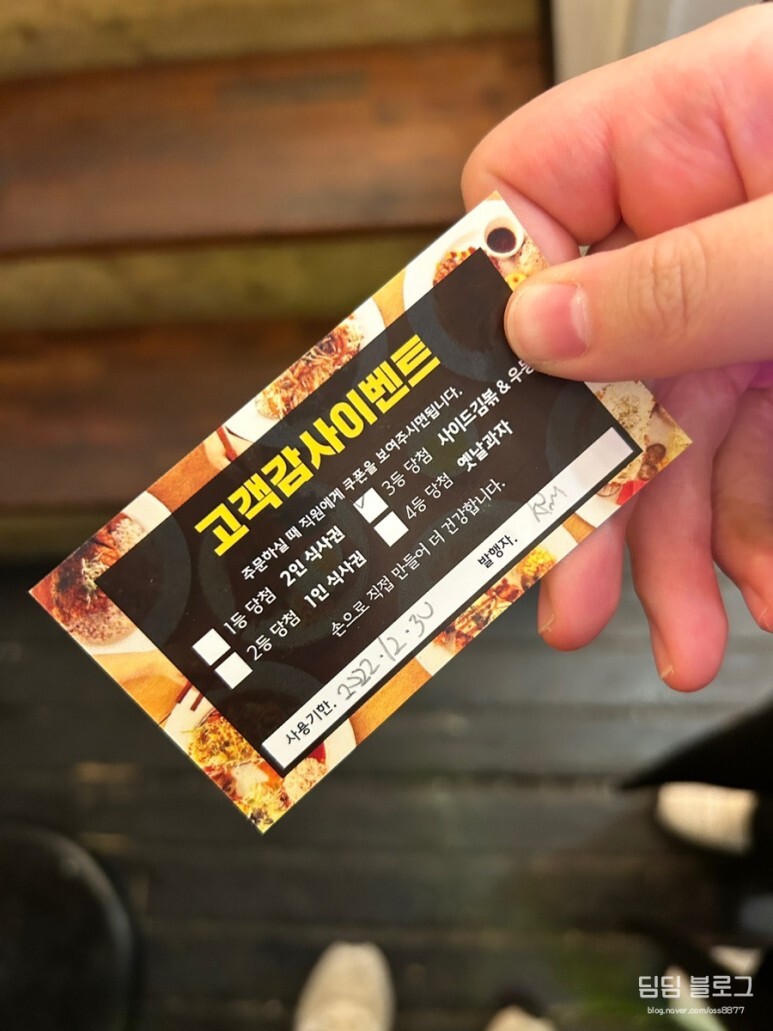 고객감사이벤트
주문하실 때 직원에게 쿠폰을 보여주시면됩니다.
1등 당첨 2인 식사권
3등 당첨 사이드김볶 & 우동
2등 당첨 1인 식사권
4등 당첨 옛날과자
손으로 직접 만들어 더 건강합니다.
사용기한. 2022.12.30 발행자.
딤딤 블로그
blog.naver.com/oss8877